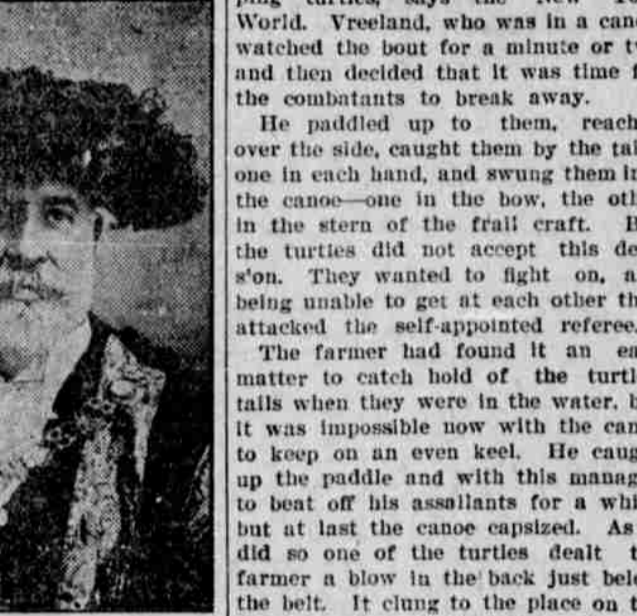 ping turtles, says the New
World. Vreeland, who was in a can
watched the bout for a minute or t
and then decided that it was time f
the combatants to break away.
He paddled up to them, reach
over the side, caught them by the tai
one in each hand, and swung them in
the canoe—one in the bow, the oth
in the stern of the frail craft.
the turtles did not accept this de
s'on. They wanted to fight on, a
being unable to get at each other th
attacked the self-appointed referee.
The farmer had found it an ea
matter to catch hold of the turtl
tails when they were in the water, b
it was impossible now with the can
to keep on an even keel. He caug
up the paddle and with this manag
to beat off his assailants for a whi
but at last the canoe capsized. As
did so one of the turtles dealt t
farmer a blow in the back just bel
the belt. It clung to the place on t